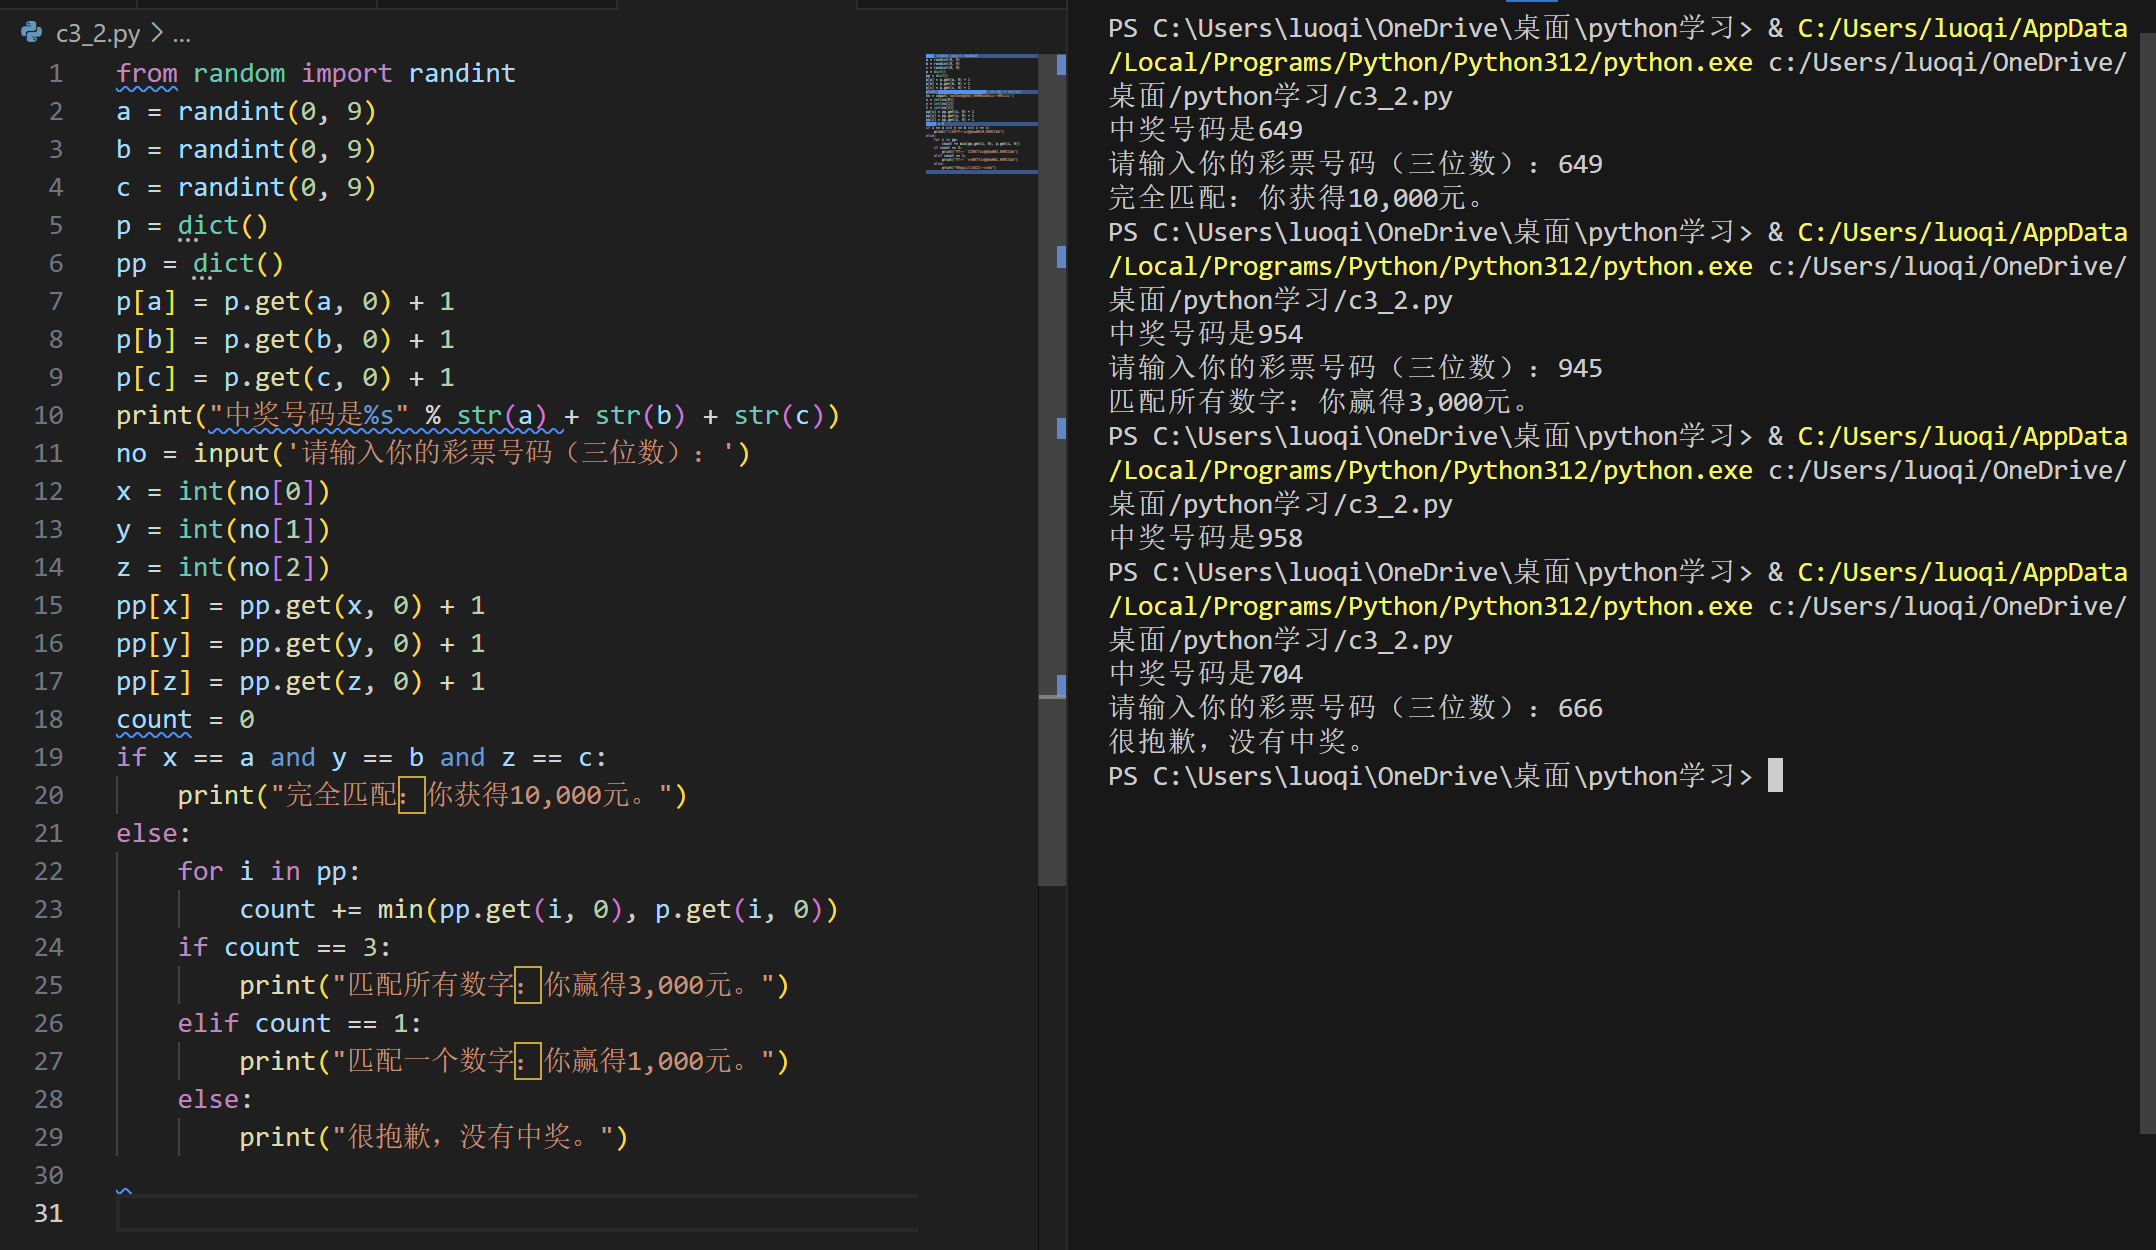 c3_2.py > ...
1 from random import randint
2 a = randint(0, 9)
3 b = randint(0, 9)
4 c = randint(0, 9)
5 p = dict()
6 pp = dict()
7 p[a] = p.get(a, 0) + 1
8 p[b] = p.get(b, 0) + 1
9 p[c] = p.get(c, 0) + 1
10 print("中奖号码是%s" % str(a) + str(b) + str(c))
11 no = input('请输入你的彩票号码（三位数）：')
12 x = int(no[0])
13 y = int(no[1])
14 z = int(no[2])
15 pp[x] = pp.get(x, 0) + 1
16 pp[y] = pp.get(y, 0) + 1
17 pp[z] = pp.get(z, 0) + 1
18 count = 0
19 if x == a and y == b and z == c:
20     print("完全匹配：你获得10,000元。")
21 else:
22     for i in pp:
23         count += min(pp.get(i, 0), p.get(i, 0))
24     if count == 3:
25         print("匹配所有数字：你赢得3,000元。")
26     elif count == 1:
27         print("匹配一个数字：你赢得1,000元。")
28     else:
29         print("很抱歉，没有中奖。")
30
31
PS C:\Users\luoqi\OneDrive\桌面\python学习> & C:/Users/luoqi/AppData
/Local/Programs/Python/Python312/python.exe c:/Users/luoqi/OneDrive/
桌面/python学习/c3_2.py
中奖号码是649
请输入你的彩票号码（三位数）：649
完全匹配：你获得10,000元。
PS C:\Users\luoqi\OneDrive\桌面\python学习> & C:/Users/luoqi/AppData
/Local/Programs/Python/Python312/python.exe c:/Users/luoqi/OneDrive/
桌面/python学习/c3_2.py
中奖号码是954
请输入你的彩票号码（三位数）：945
匹配所有数字：你赢得3,000元。
PS C:\Users\luoqi\OneDrive\桌面\python学习> & C:/Users/luoqi/AppData
/Local/Programs/Python/Python312/python.exe c:/Users/luoqi/OneDrive/
桌面/python学习/c3_2.py
中奖号码是958
PS C:\Users\luoqi\OneDrive\桌面\python学习> & C:/Users/luoqi/AppData
/Local/Programs/Python/Python312/python.exe c:/Users/luoqi/OneDrive/
桌面/python学习/c3_2.py
中奖号码是704
请输入你的彩票号码（三位数）：666
很抱歉，没有中奖。
PS C:\Users\luoqi\OneDrive\桌面\python学习>